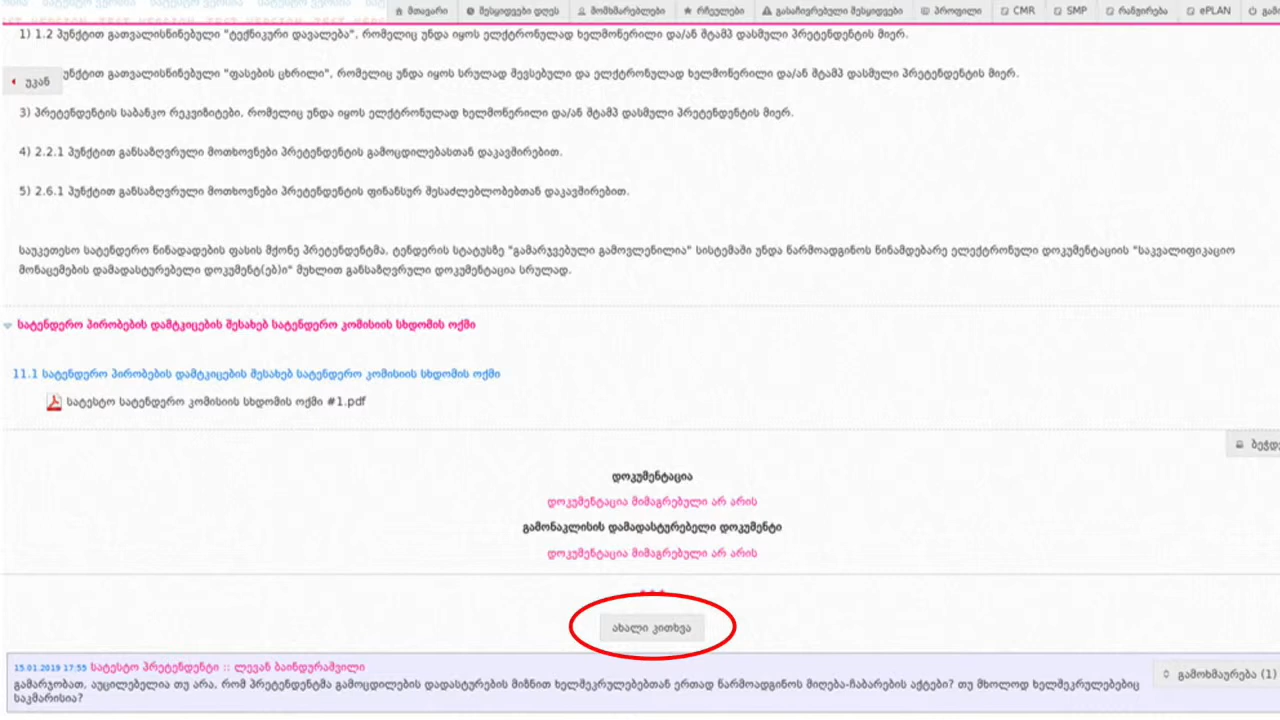 მთავარი შესყიდვები დღეს მომხმარებლები რჩეულები გასაჩივრებული შესყიდვები პროფილი CMR SMP რანჟირება ePLAN
1) 1.2 პუნქტით გათვალისწინებული "ტექნიკური დავალება", რომელიც უნდა იყოს ელექტრონულად ხელმოწერილი და/ან შტამპ დასმული პრეტენდენტის მიერ.
უკან
უნქტით გათვალისწინებული "ფასების ცხრილი", რომელიც უნდა იყოს სრულად შევსებული და ელექტრონულად ხელმოწერილი და/ან შტამპ დასმული პრეტენდენტის მიერ.
3) პრეტენდენტის საბანკო რეკვიზიტები, რომელიც უნდა იყოს ელექტრონულად ხელმოწერილი და/ან შტამპ დასმული პრეტენდენტის მიერ.
4) 2.2.1 პუნქტით განსაზღვრული მოთხოვნები პრეტენდენტის გამოცდილებასთან დაკავშირებით.
5) 2.6.1 პუნქტით განსაზღვრული მოთხოვნები პრეტენდენტის ფინანსურ შესაძლებლობებთან დაკავშირებით.
საუკეთესო სატენდერო წინადადების ფასის მქონე პრეტენდენტმა, ტენდერის სტატუსზე "გამარჯვებული გამოვლენილია" სისტემაში უნდა წარმოადგინოს წინამდებარე ელექტრონული დოკუმენტაციის "საკვალიფიკაციო
მონაცემების დამადასტურებელი დოკუმენტ(ებ)ი" მუხლით განსაზღვრული დოკუმენტაცია სრულად.
სატენდერო პირობების დამტკიცების შესახებ სატენდერო კომისიის სხდომის ოქმი
11.1 სატენდერო პირობების დამტკიცების შესახებ სატენდერო კომისიის სხდომის ოქმი
სატესტო სატენდერო კომისიის სხდომის ოქმი #1.pdf
დოკუმენტაცია
დოკუმენტაცია მიმაგრებული არ არის
გამონაკლისის დამადასტურებელი დოკუმენტი
დოკუმენტაცია მიმაგრებული არ არის
* * *
ახალი კითხვა
15.01.2019 17:55 სატესტო პრეტენდენტი :: ლევან ბაინდურაშვილი
გამოხმაურება (1)
გამარჯობათ, აუცილებელია თუ არა, რომ პრეტენდენტმა გამოცდილების დადასტურების მიზნით ხელშეკრულებებთან ერთად წარმოადგინოს მიღება-ჩაბარების აქტები? თუ მხოლოდ ხელშეკრულებებიც
საკმარისია?